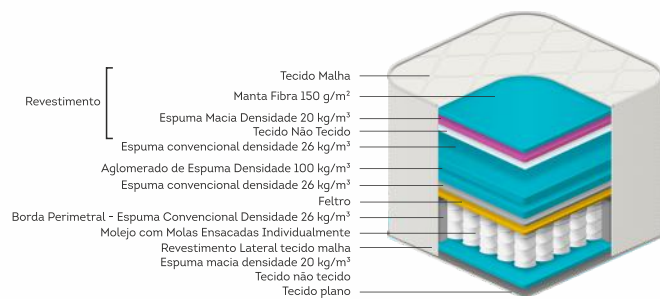 Tecido Malha
Manta Fibra 150 g/m²
Revestimento
Espuma Macia Densidade 20 kg/m³
Tecido Não Tecido
Espuma convencional densidade 26 kg/m³
Aglomerado de Espuma Densidade 100 kg/m³
Espuma convencional densidade 26 kg/m³
Feltro
Borda Perimetral - Espuma Convencional Densidade 26 kg/m³
Molejo com Molas Ensacadas Individualmente
Revestimento Lateral tecido malha
Espuma macia densidade 20 kg/m³
Tecido não tecido
Tecido plano